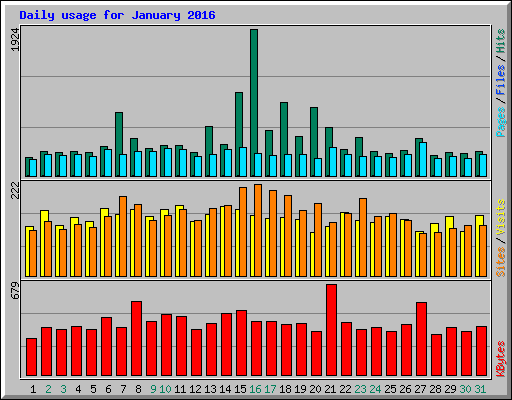 Daily usage for January 2016
1924
Pages / Files / Hits
222
Sites / Visits
679
KBytes
1 2 3 4 5 6 7 8 9 10 11 12 13 14 15 16 17 18 19 20 21 22 23 24 25 26 27 28 29 30 31